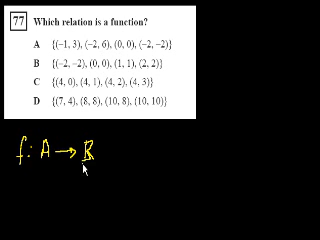 77 Which relation is a function?
A {(−1, 3), (−2, 6), (0, 0), (−2, −2)}
B {(−2, −2), (0, 0), (1, 1), (2, 2)}
C {(4, 0), (4, 1), (4, 2), (4, 3)}
D {(7, 4), (8, 8), (10, 8), (10, 10)}
f: A → B